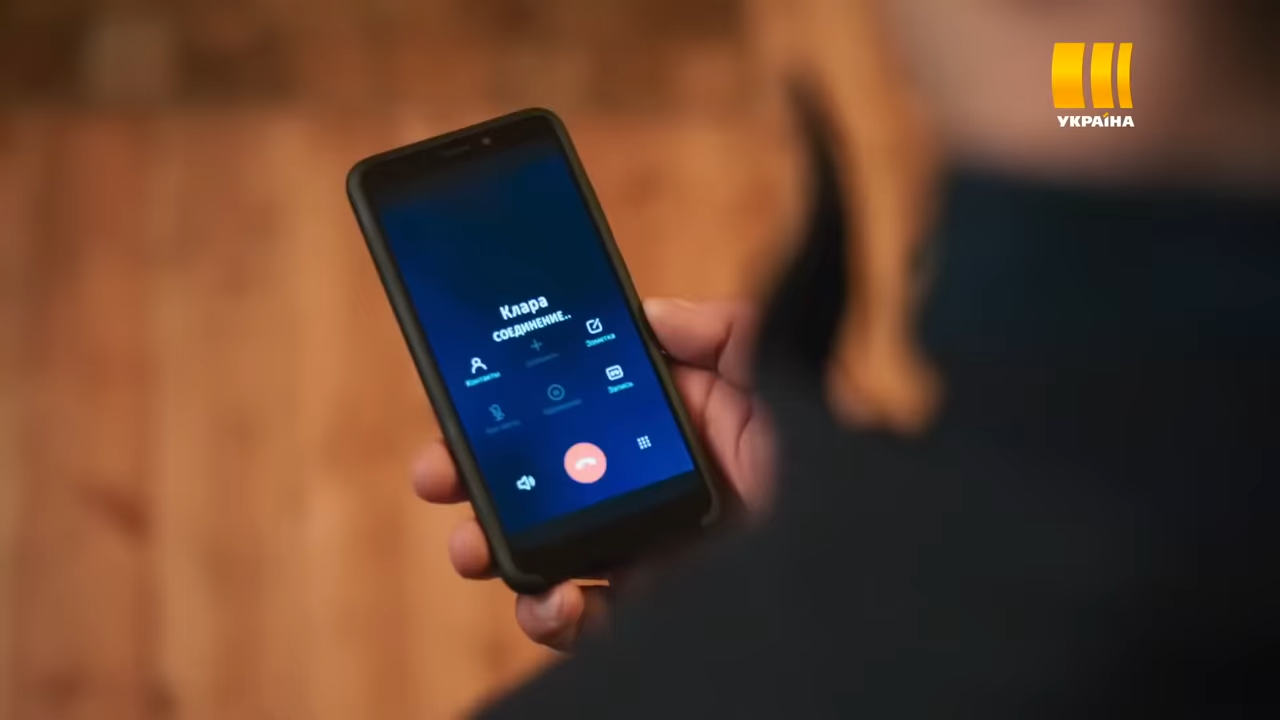 УКРАЇНА
Клара
СОЕДИНЕНИЕ..
Заметка
Контакты
Запись